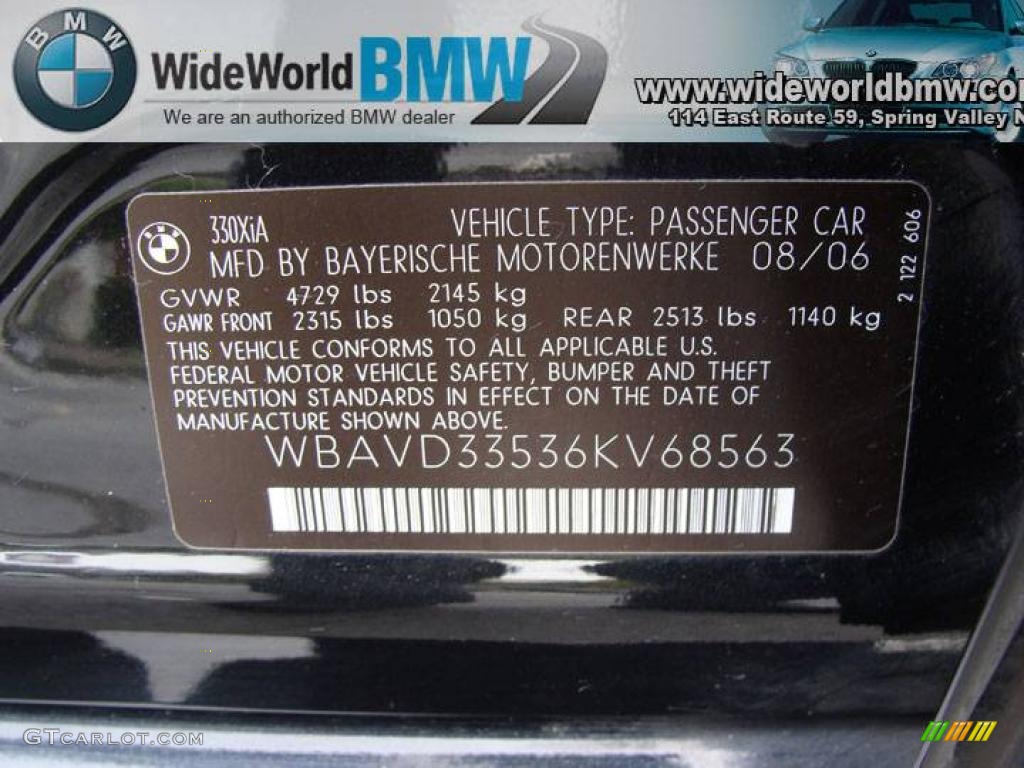 BMW
WideWorldBMW
We are an authorized BMW dealer
www.wideworldbmw.com
114 East Route 59, Spring Valley N
BMW
330XiA
VEHICLE TYPE: PASSENGER CAR
MFD BY BAYERISCHE MOTORENWERKE 08/06
GVWR 4729 lbs 2145 kg
GAWR FRONT 2315 lbs 1050 kg REAR 2513 lbs 1140 kg
THIS VEHICLE CONFORMS TO ALL APPLICABLE U.S.
FEDERAL MOTOR VEHICLE SAFETY, BUMPER AND THEFT
PREVENTION STANDARDS IN EFFECT ON THE DATE OF
MANUFACTURE SHOWN ABOVE.
WBAVD33536KV68563
2 122 606
GTCARLOT.COM